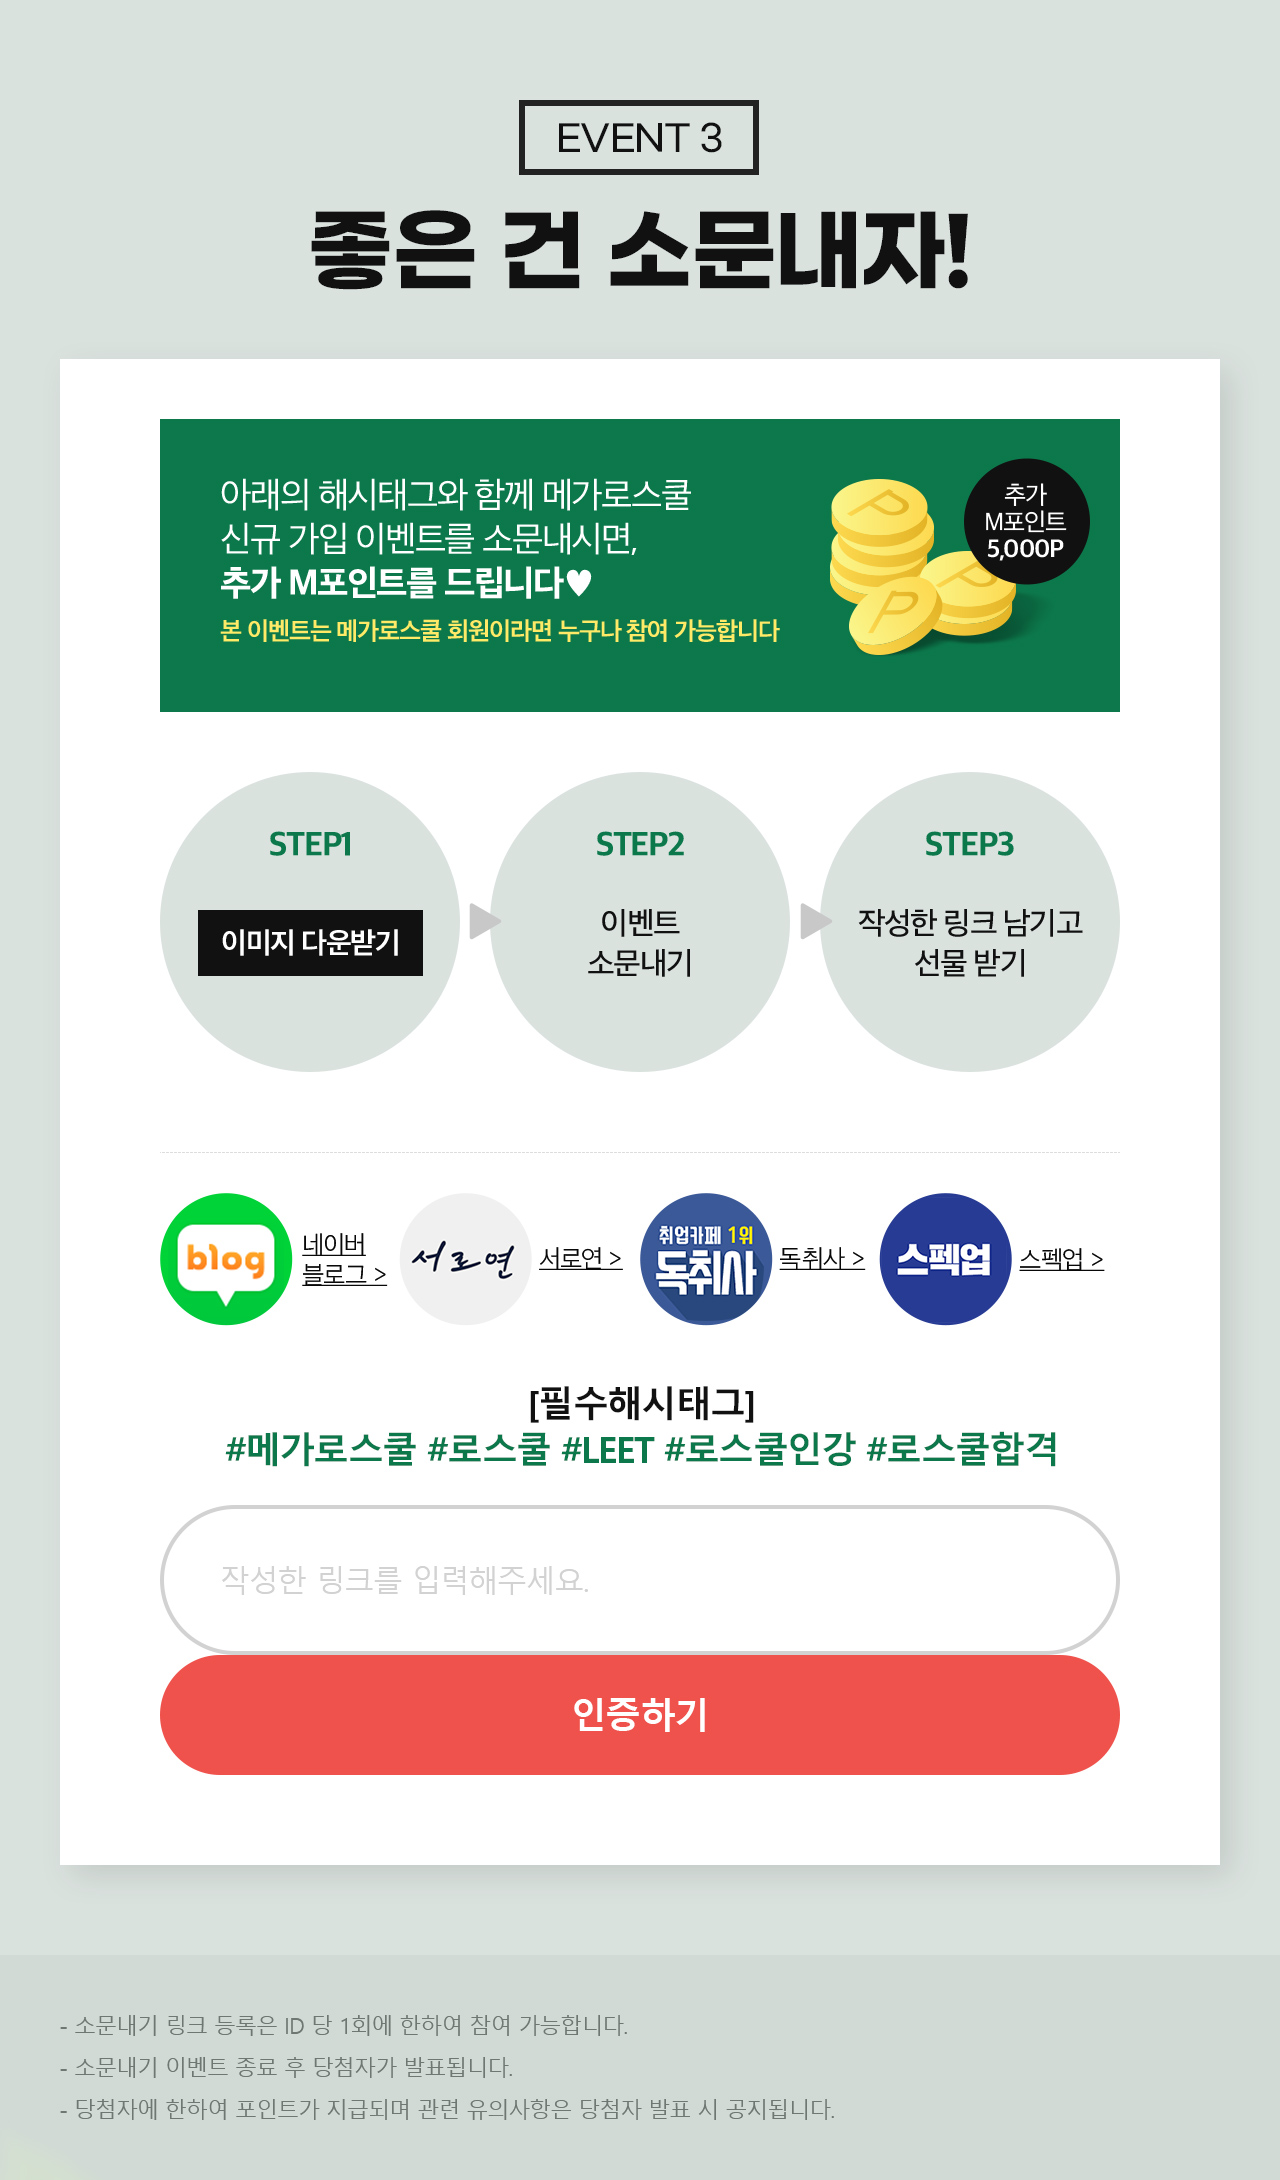 EVENT 3
좋은 건 소문내자!
아래의 해시태그와 함께 메가로스쿨
신규 가입 이벤트를 소문내시면,
추가 M포인트를 드립니다♥
본 이벤트는 메가로스쿨 회원이라면 누구나 참여 가능합니다
추가
M포인트
5,000P
P
P
P
STEP1
이미지 다운받기
STEP2
이벤트
소문내기
STEP3
작성한 링크 남기고
선물 받기
blog
네이버
블로그 >
서로연
서로연 >
취업카페 1위
독취사
독취사 >
스펙업
스펙업 >
[필수해시태그]
#메가로스쿨 #로스쿨 #LEET #로스쿨인강 #로스쿨합격
작성한 링크를 입력해주세요.
인증하기
- 소문내기 링크 등록은 ID 당 1회에 한하여 참여 가능합니다.
- 소문내기 이벤트 종료 후 당첨자가 발표됩니다.
- 당첨자에 한하여 포인트가 지급되며 관련 유의사항은 당첨자 발표 시 공지됩니다.